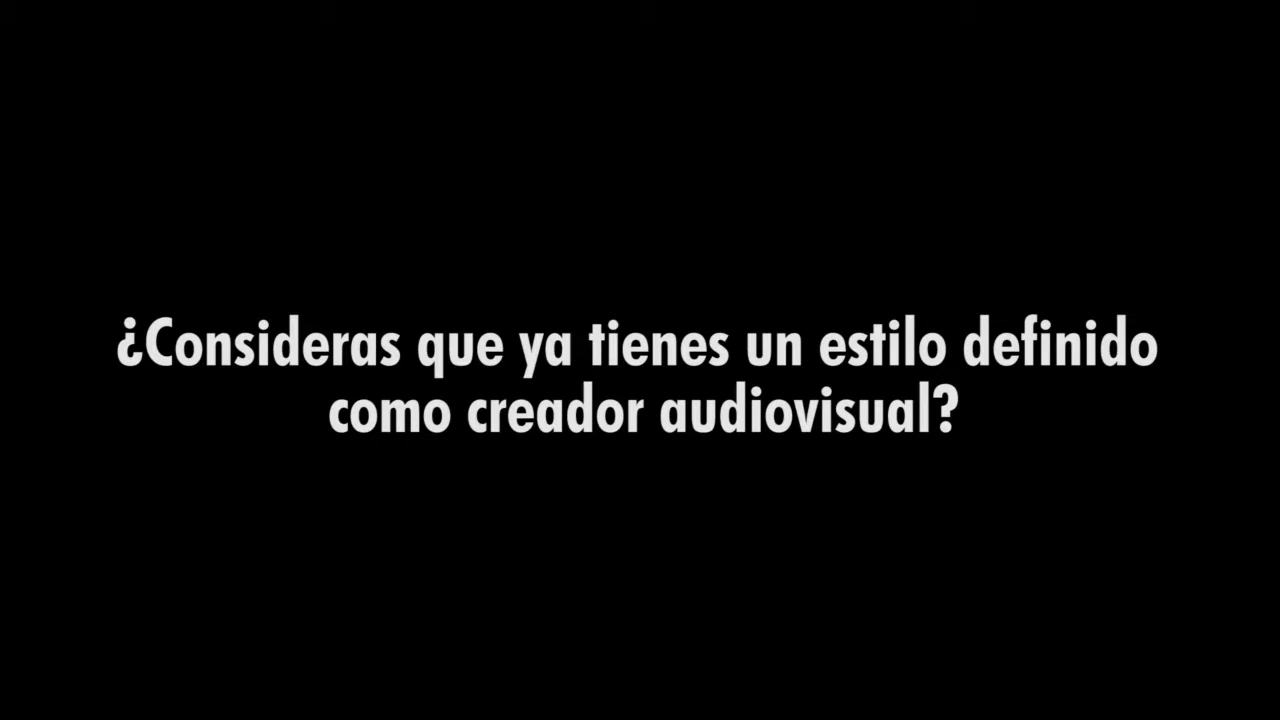 ¿Consideras que ya tienes un estilo definido
como creador audiovisual?